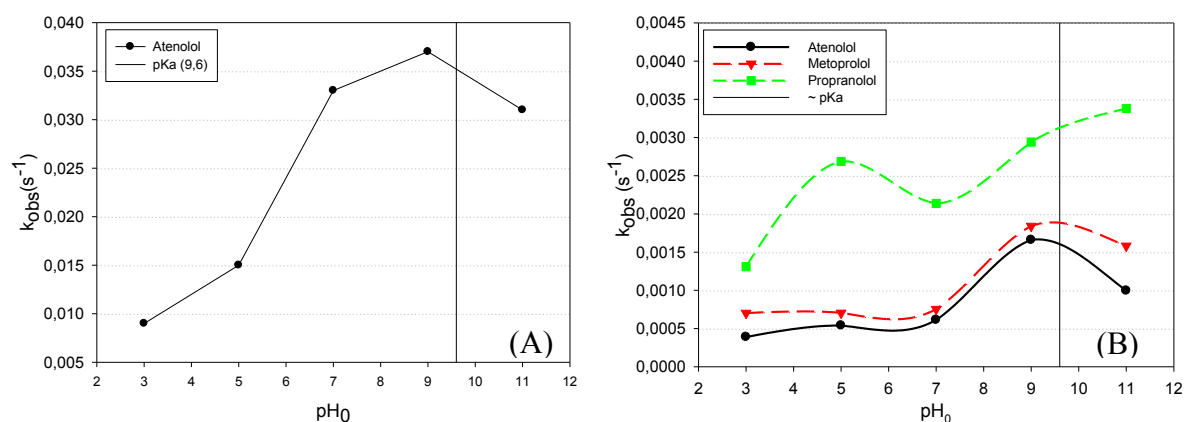 0,040
0,035
0,030
0,025
0,020
0,015
0,010
0,005
kobs(s⁻¹)
Atenolol
pKa (9,6)
(A)
2 3 4 5 6 7 8 9 10 11 12
pH0
0,0045
0,0040
0,0035
0,0030
0,0025
0,0020
0,0015
0,0010
0,0005
0,0000
kobs (s⁻¹)
Atenolol
Metoprolol
Propranolol
~ pKa
(B)
2 3 4 5 6 7 8 9 10 11 12
pH0